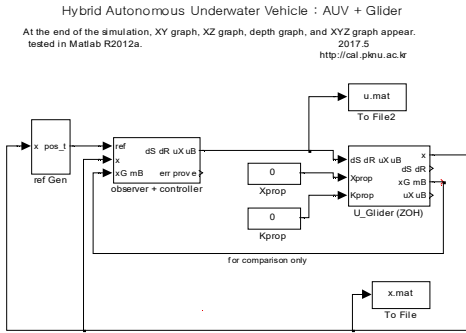 Hybrid Autonomous Underwater Vehicle : AUV + Glider
At the end of the simulation, XY graph, XZ graph, depth graph, and XYZ graph appear.
tested in Matlab R2012a. 2017.5
http://cal.pknu.ac.kr
u.mat
To File2
x pos_t
ref Gen
ref
x
xG mB
dS dR uX uB
err prove
observer + controller
0
Xprop
0
Kprop
dS dR uX uB
Xprop
Kprop
x
dS dR
xG mB
uX uB
U_Glider (ZOH)
for comparison only
x.mat
To File